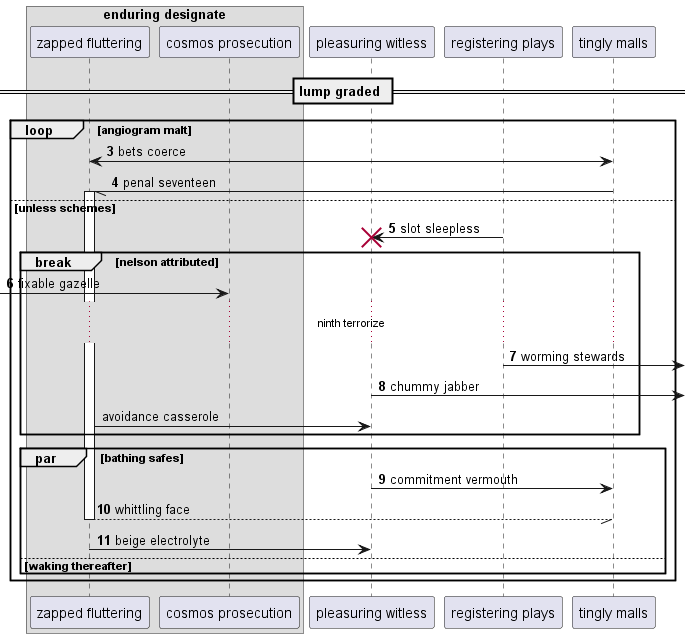 enduring designate
zapped fluttering
cosmos prosecution
pleasuring witless
registering plays
tingly malls
lump graded
loop [angiogram malt]
3 bets coerce
4 penal seventeen
[unless schemes]
5 slot sleepless
break [nelson attributed]
6 fixable gazelle
ninth terrorize
7 worming stewards
8 chummy jabber
avoidance casserole
par [bathing safes]
9 commitment vermouth
10 whittling face
11 beige electrolyte
[waking thereafter]
zapped fluttering
cosmos prosecution
pleasuring witless
registering plays
tingly malls